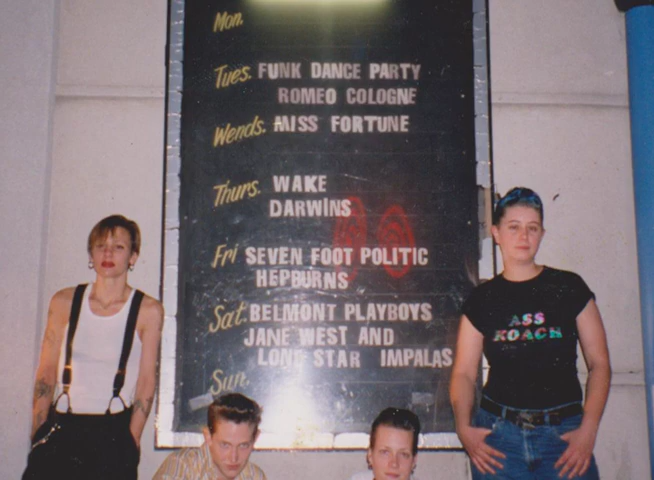 Mon.
Tues. FUNK DANCE PARTY
ROMEO COLOGNE
Wends. MISS FORTUNE
Thurs. WAKE
DARWINS
Fri SEVEN FOOT POLITIC
HEPBURNS
Sat. BELMONT PLAYBOYS
JANE WEST AND
LONE STAR IMPALAS
Sun.
ASS
KOACH